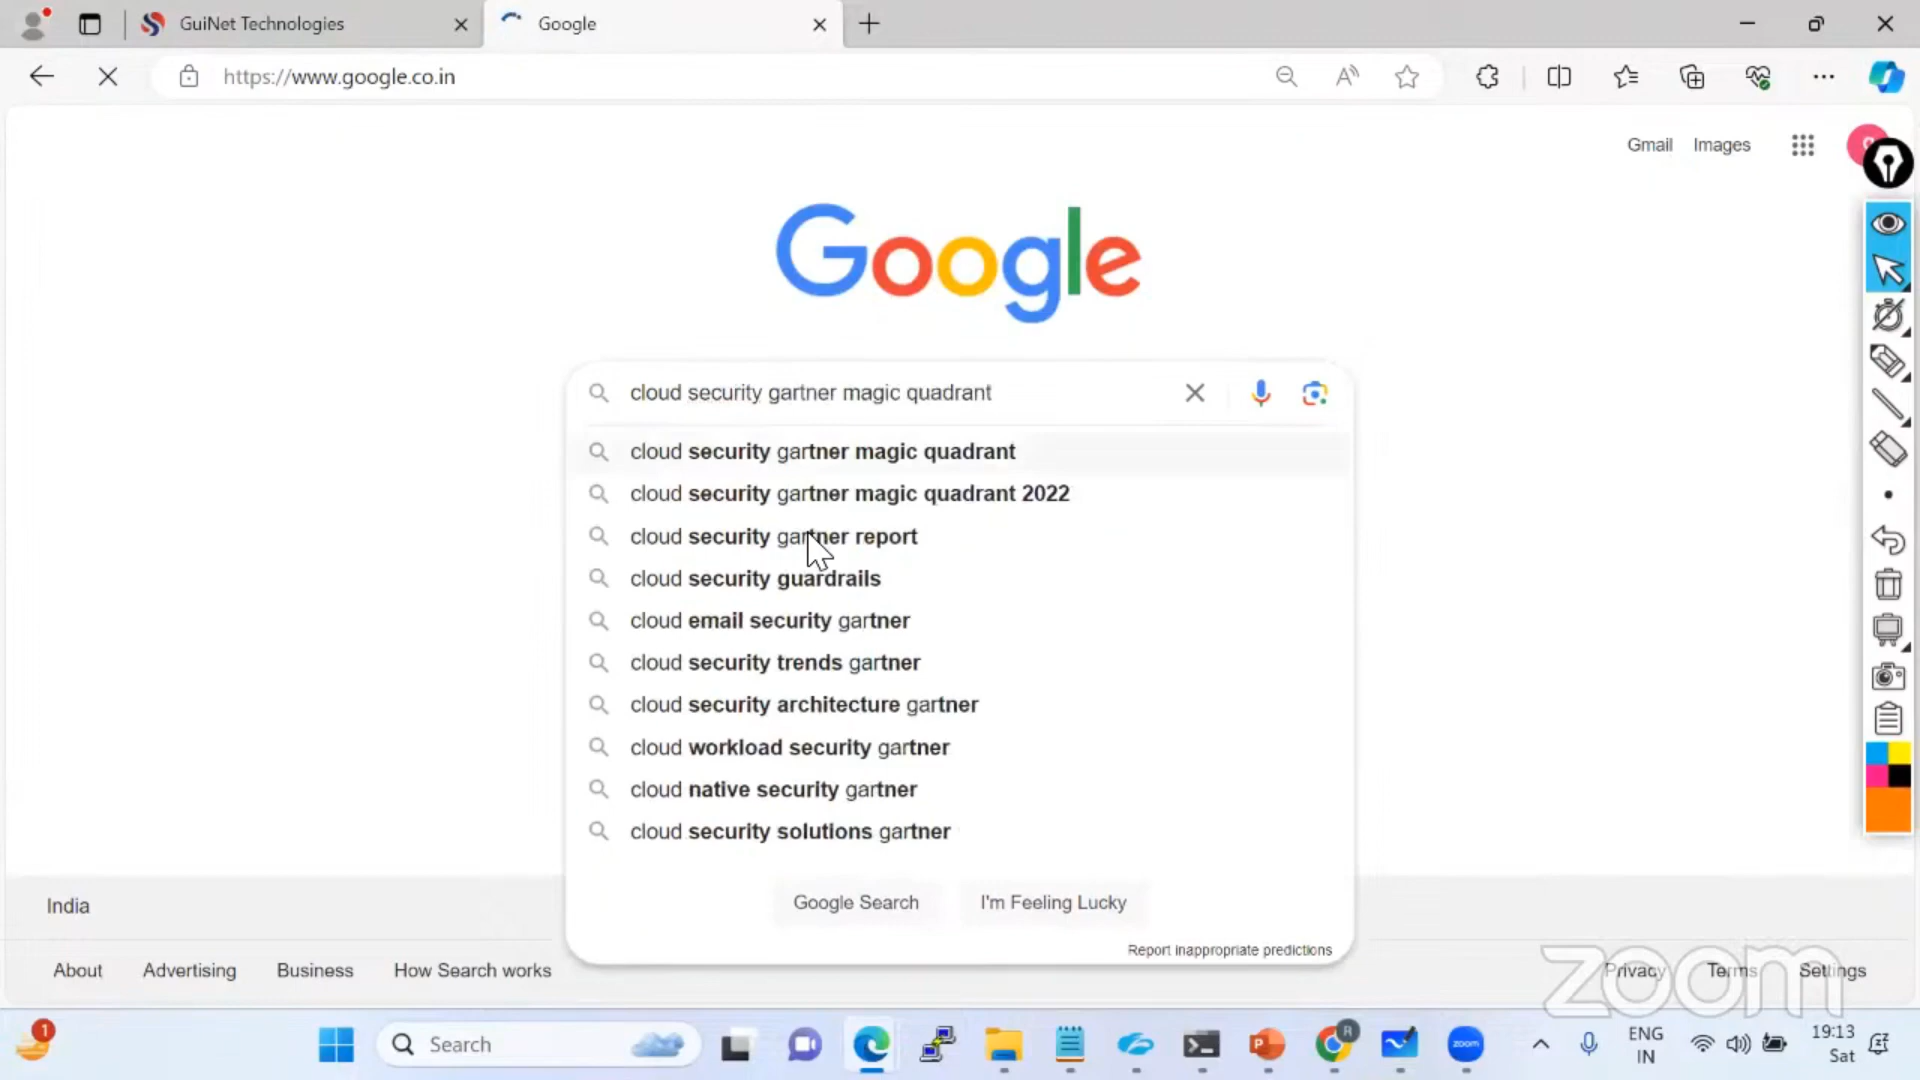 GuiNet Technologies
Google
https://www.google.co.in
Gmail Images
Google
cloud security gartner magic quadrant
cloud security gartner magic quadrant
cloud security gartner magic quadrant 2022
cloud security gartner report
cloud security guardrails
cloud email security gartner
cloud security trends gartner
cloud security architecture gartner
cloud workload security gartner
cloud native security gartner
cloud security solutions gartner
Google Search I'm Feeling Lucky
Report inappropriate predictions
India
About Advertising Business How Search works
Privacy Terms Settings
zoom
1
Search
R
zoom
ENG
IN
19:13
Sat